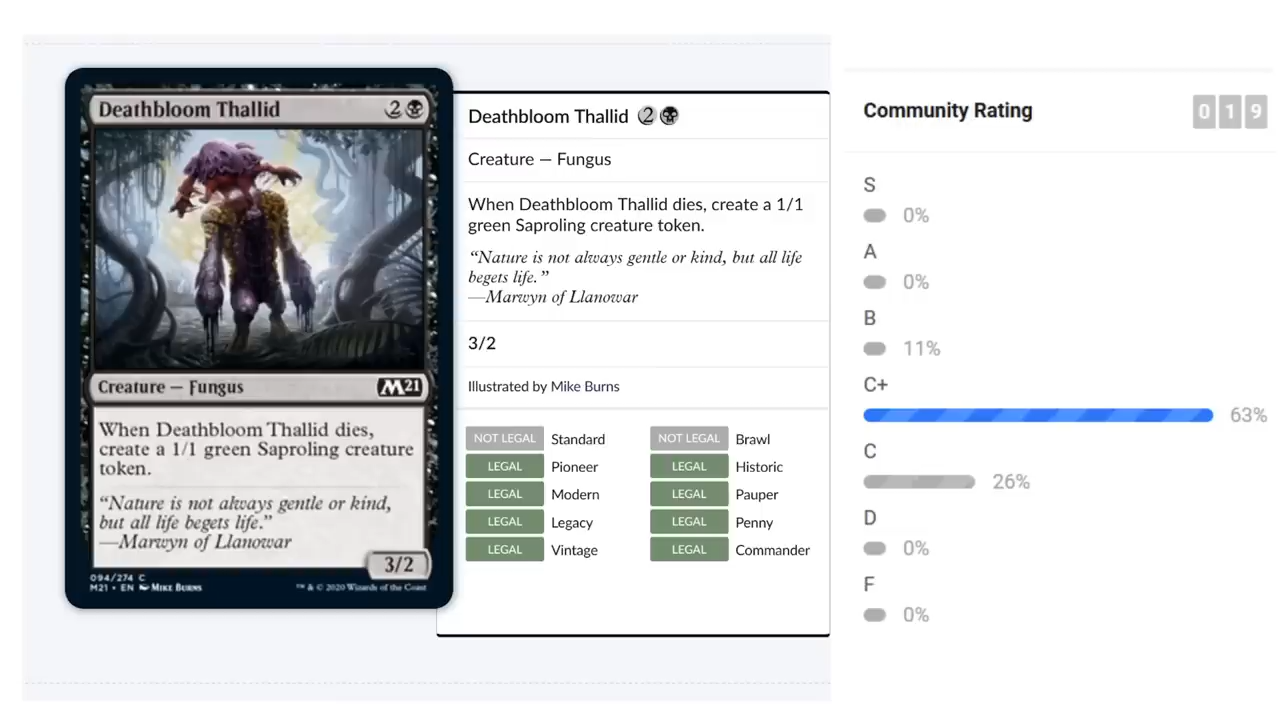 Deathbloom Thallid 2
Creature — Fungus
M21
When Deathbloom Thallid dies,
create a 1/1 green Saproling creature
token.
“Nature is not always gentle or kind,
but all life begets life.”
—Marwyn of Llanowar
3/2
094/274 C
M21 • EN MIKE BURNS
™ & © 2020 Wizards of the Coast
Deathbloom Thallid 2
Creature — Fungus
When Deathbloom Thallid dies, create a 1/1
green Saproling creature token.
“Nature is not always gentle or kind, but all life
begets life.”
—Marwyn of Llanowar
3/2
Illustrated by Mike Burns
NOT LEGAL Standard NOT LEGAL Brawl
LEGAL Pioneer LEGAL Historic
LEGAL Modern LEGAL Pauper
LEGAL Legacy LEGAL Penny
LEGAL Vintage LEGAL Commander
Community Rating 0 1 9
S
0%
A
0%
B
11%
C+
63%
C
26%
D
0%
F
0%